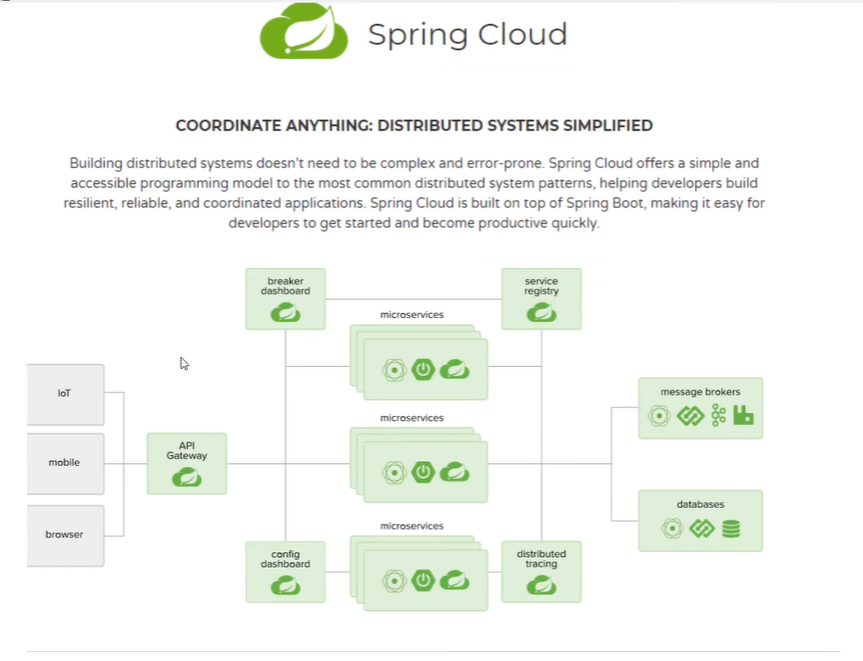 Spring Cloud
COORDINATE ANYTHING: DISTRIBUTED SYSTEMS SIMPLIFIED
Building distributed systems doesn't need to be complex and error-prone. Spring Cloud offers a simple and
accessible programming model to the most common distributed system patterns, helping developers build
resilient, reliable, and coordinated applications. Spring Cloud is built on top of Spring Boot, making it easy for
developers to get started and become productive quickly.
breaker
dashboard
service
registry
microservices
IoT
mobile
browser
API
Gateway
microservices
message brokers
databases
microservices
config
dashboard
distributed
tracing